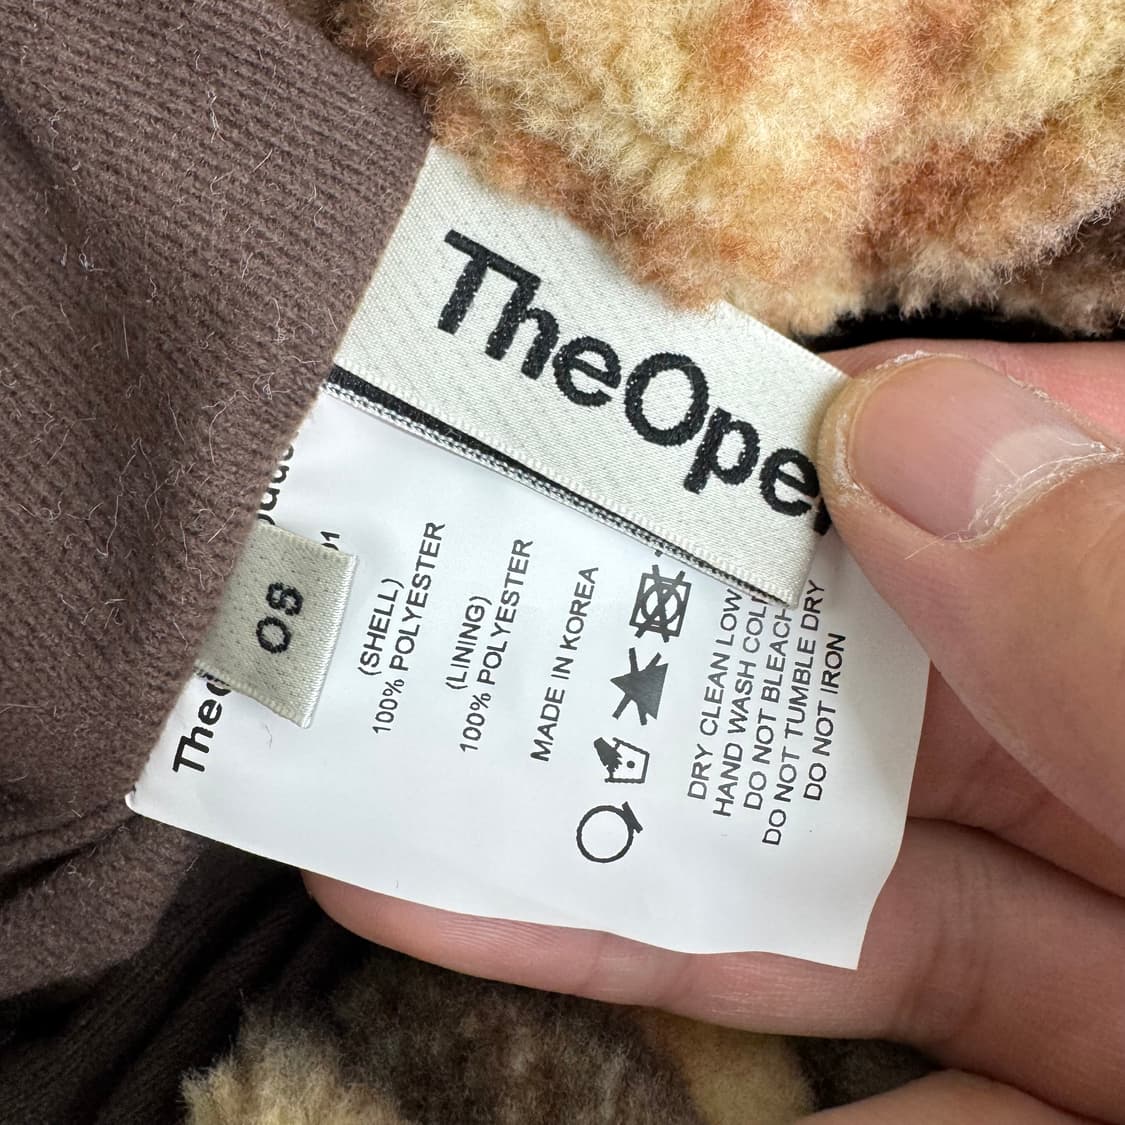 TheOpe
OS
The
(SHELL)
100% POLYESTER
(LINING)
100% POLYESTER
MADE IN KOREA
DRY CLEAN LOW
HAND WASH COL
DO NOT BLEACH
DO NOT TUMBLE DRY
DO NOT IRON